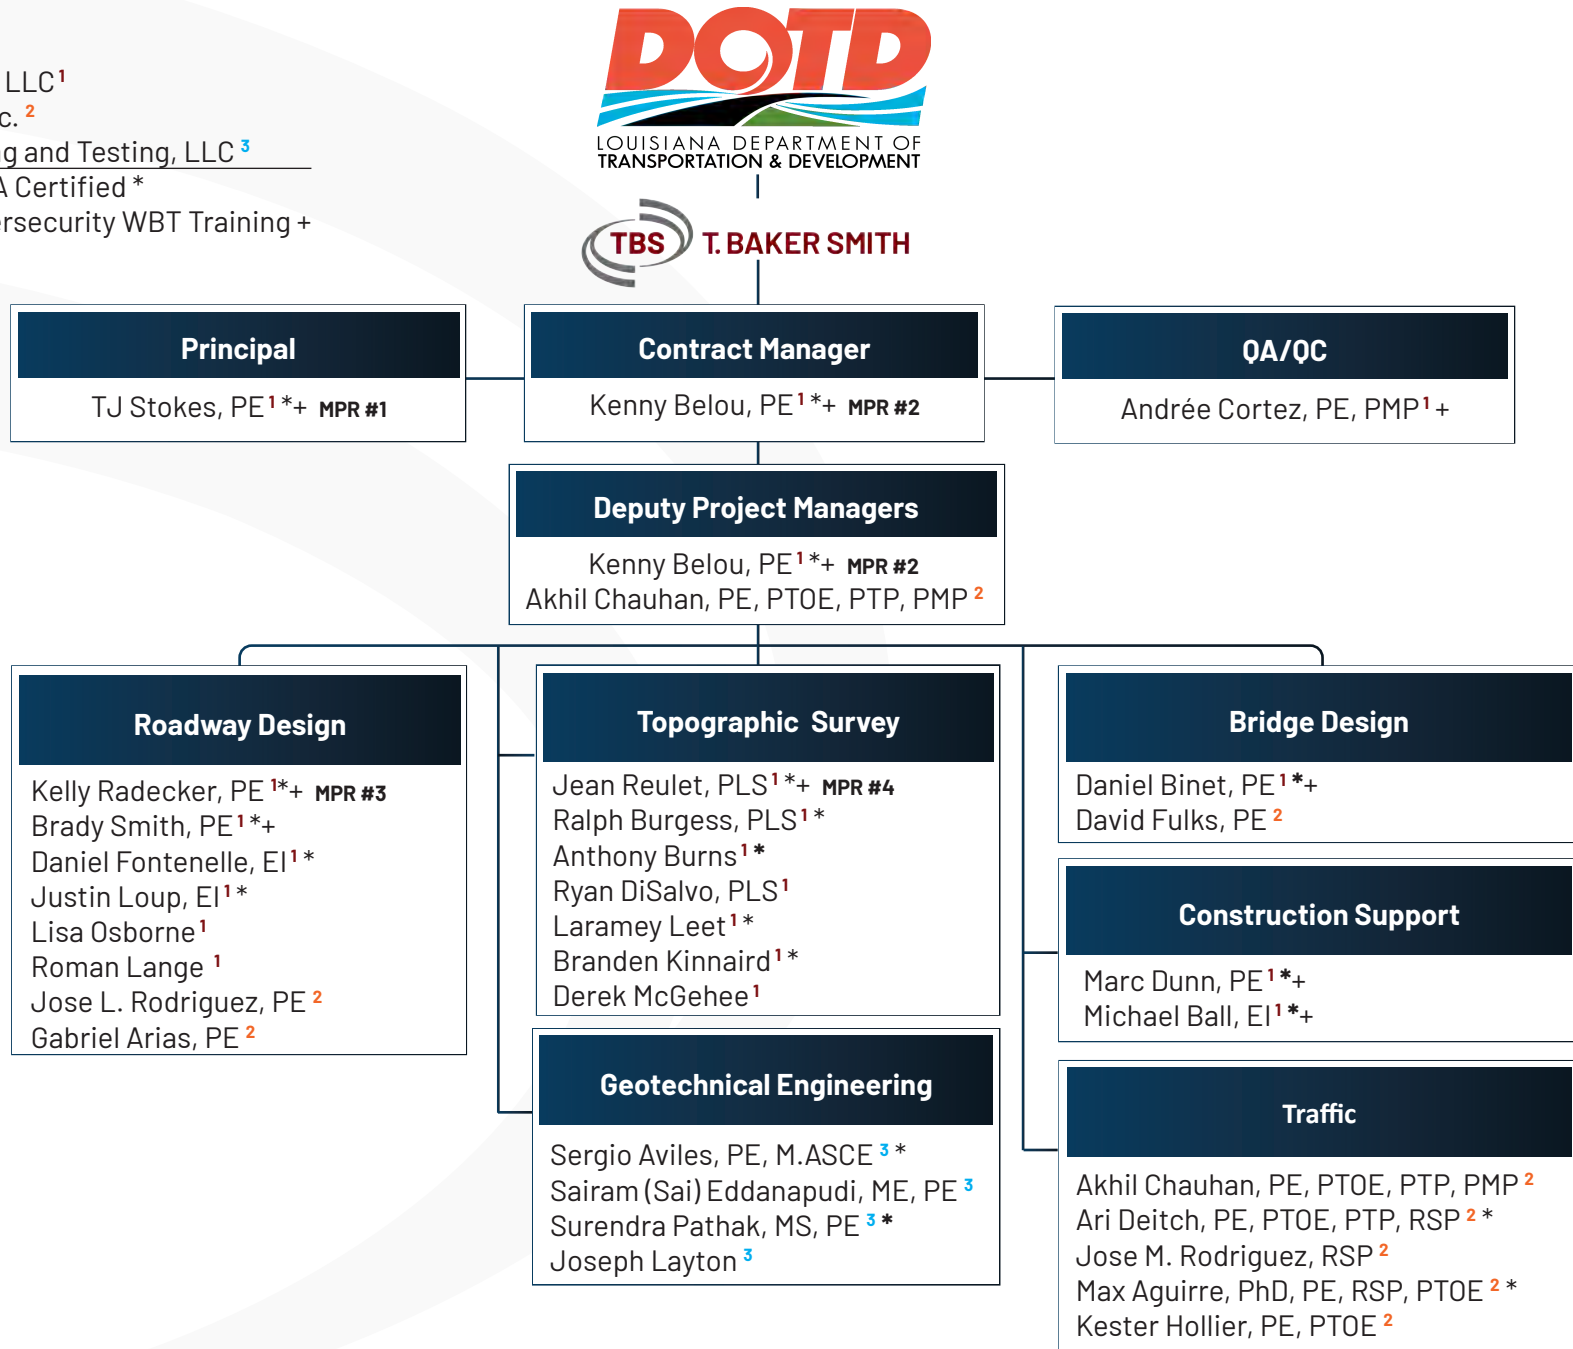 LLC 1
c. 2
g and Testing, LLC 3
A Certified *
ersecurity WBT Training +
DOTD
LOUISIANA DEPARTMENT OF
TRANSPORTATION & DEVELOPMENT
TBS T. BAKER SMITH
Principal
TJ Stokes, PE 1 *+ MPR #1
Contract Manager
Kenny Belou, PE 1 *+ MPR #2
QA/QC
Andrée Cortez, PE, PMP 1 +
Deputy Project Managers
Kenny Belou, PE 1 *+ MPR #2
Akhil Chauhan, PE, PTOE, PTP, PMP 2
Roadway Design
Kelly Radecker, PE 1*+ MPR #3
Brady Smith, PE 1 *+
Daniel Fontenelle, EI 1 *
Justin Loup, EI 1 *
Lisa Osborne 1
Roman Lange 1
Jose L. Rodriguez, PE 2
Gabriel Arias, PE 2
Topographic Survey
Jean Reulet, PLS 1 *+ MPR #4
Ralph Burgess, PLS 1 *
Anthony Burns 1 *
Ryan DiSalvo, PLS 1
Laramey Leet 1 *
Branden Kinnaird 1 *
Derek McGehee 1
Geotechnical Engineering
Sergio Aviles, PE, M.ASCE 3 *
Sairam (Sai) Eddanapudi, ME, PE 3
Surendra Pathak, MS, PE 3 *
Joseph Layton 3
Bridge Design
Daniel Binet, PE 1 *+
David Fulks, PE 2
Construction Support
Marc Dunn, PE 1 *+
Michael Ball, EI 1 *+
Traffic
Akhil Chauhan, PE, PTOE, PTP, PMP 2
Ari Deitch, PE, PTOE, PTP, RSP 2 *
Jose M. Rodriguez, RSP 2
Max Aguirre, PhD, PE, RSP, PTOE 2 *
Kester Hollier, PE, PTOE 2